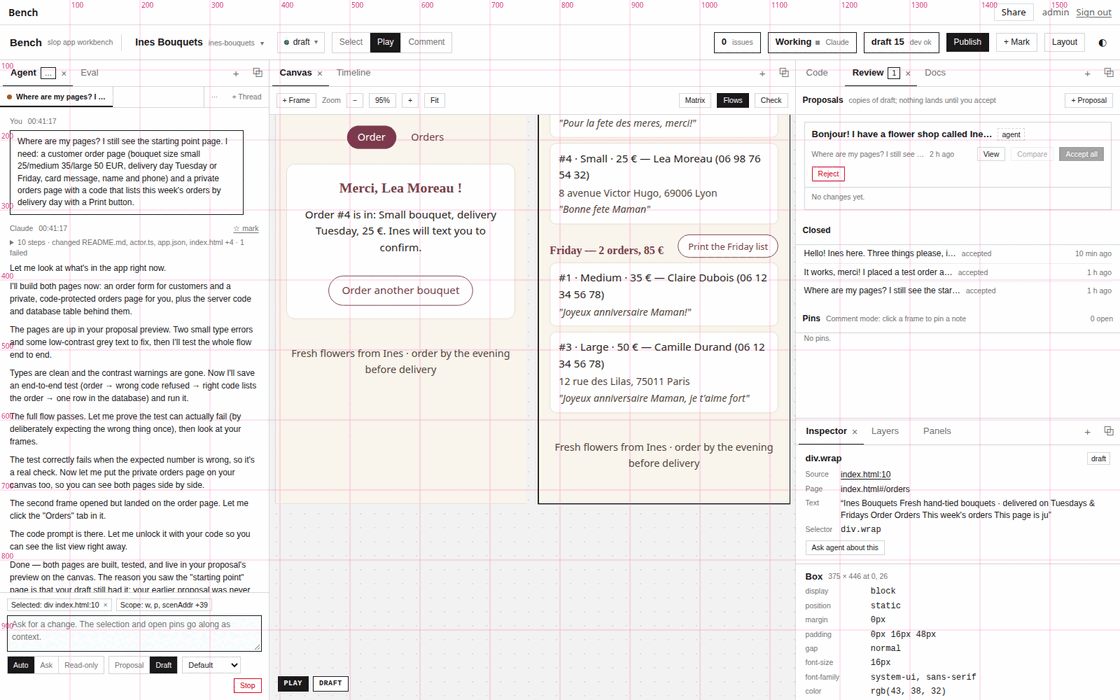 100 200 300 400 500 600 700 800 900 1000 1100 1200 1300 1400 1500
Bench
Share admin Sign out
Bench slop app workbench Ines Bouquets ines-bouquets ▾ draft ▾ Select Play Comment
0 issues Working Claude draft 15 dev ok Publish + Mark Layout
100
Agent ... × Eval +
Where are my pages? I ... ··· + Thread
You 00:41:17
200
Where are my pages? I still see the starting point page. I
need: a customer order page (bouquet size small
25/medium 35/large 50 EUR, delivery day Tuesday or
Friday, card message, name and phone) and a private
orders page with a code that lists this week's orders by
delivery day with a Print button.
300
Claude 00:41:17 ☆ mark
▶ 10 steps · changed README.md, actor.ts, app.json, index.html +4 · 1
failed
Let me look at what's in the app right now.
400
I'll build both pages now: an order form for customers and a
private, code-protected orders page for you, plus the server code
and database table behind them.
The pages are up in your proposal preview. Two small type errors
and some low-contrast grey text to fix, then I'll test the whole flow
500
end to end.
Types are clean and the contrast warnings are gone. Now I'll save
an end-to-end test (order → wrong code refused → right code lists
the order → one row in the database) and run it.
600
The full flow passes. Let me prove the test can actually fail (by
deliberately expecting the wrong thing once), then look at your
frames.
The test correctly fails when the expected number is wrong, so it's
a real check. Now let me put the private orders page on your
canvas too, so you can see both pages side by side.
700
The second frame opened but landed on the order page. Let me
click the "Orders" tab in it.
The code prompt is there. Let me unlock it with your code so you
can see the list view right away.
800
Done — both pages are built, tested, and live in your proposal's
preview on the canvas. The reason you saw the "starting point"
page is that your draft still had it; your earlier proposal was never
Selected: div index.html:10 × Scope: w, p, scenAddr +39
900
Ask for a change. The selection and open pins go along as
context.
Auto Ask Read-only Proposal Draft Default
Stop
Canvas × Timeline +
+ Frame Zoom − 95% + Fit Matrix Flows Check
Order Orders
Merci, Lea Moreau !
Order #4 is in: Small bouquet, delivery
Tuesday, 25 €. Ines will text you to
confirm.
Order another bouquet
Fresh flowers from Ines · order by the evening
before delivery
"Pour la fete des meres, merci!"
#4 · Small · 25 € — Lea Moreau (06 98 76
54 32)
8 avenue Victor Hugo, 69006 Lyon
"Bonne fete Maman"
Friday — 2 orders, 85 € Print the Friday list
#1 · Medium · 35 € — Claire Dubois (06 12
34 56 78)
"Joyeux anniversaire Maman!"
#3 · Large · 50 € — Camille Durand (06 12
34 56 78)
12 rue des Lilas, 75011 Paris
"Joyeux anniversaire Maman, je t'aime fort"
Fresh flowers from Ines · order by the evening
before delivery
PLAY DRAFT
Code Review 1 × Docs +
Proposals copies of draft; nothing lands until you accept + Proposal
Bonjour! I have a flower shop called Ine... agent
Where are my pages? I still see ... 2 h ago View Compare Accept all
Reject
No changes yet.
Closed
Hello! Ines here. Three things please, i... accepted 10 min ago
It works, merci! I placed a test order a... accepted 1 h ago
Where are my pages? I still see the star... accepted 1 h ago
Pins Comment mode: click a frame to pin a note 0 open
No pins.
Inspector × Layers Panels +
div.wrap draft
Source index.html:10
Page index.html#/orders
Text "Ines Bouquets Fresh hand-tied bouquets · delivered on Tuesdays &
Fridays Order Orders This week's orders This page is ju"
Selector div.wrap
Ask agent about this
Box 375 × 446 at 0, 26
display block
position static
margin 0px
padding 0px 16px 48px
gap normal
font-size 16px
font-family system-ui, sans-serif
color rgb(43, 38, 32)